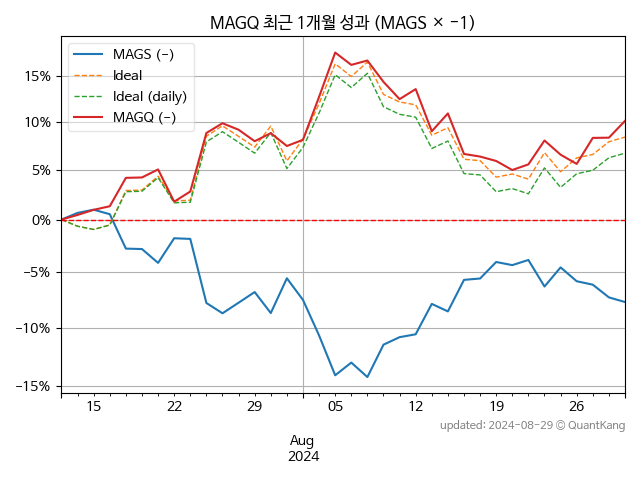 MAGQ 최근 1개월 성과 (MAGS × −1)
MAGS (−)
Ideal
Ideal (daily)
MAGQ (−)
15%
10%
5%
0%
−5%
−10%
−15%
15
22
29
05
12
19
26
Aug
2024
updated: 2024-08-29 © QuantKang